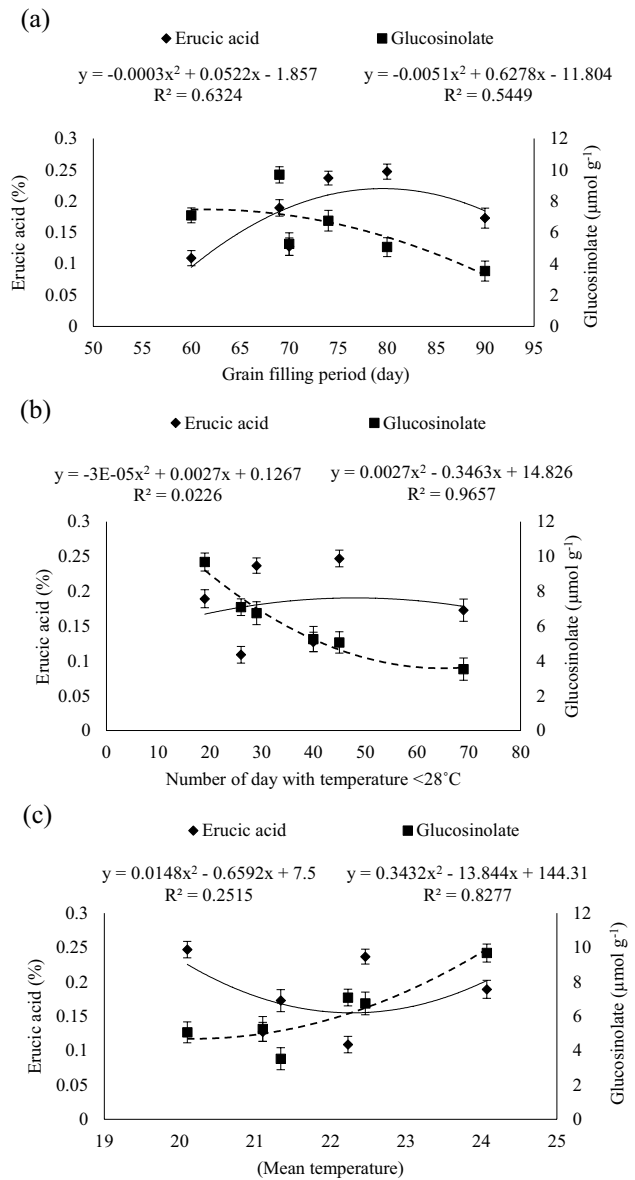 (a)
Erucic acid
Glucosinolate
y = -0.0003x² + 0.0522x - 1.857
R² = 0.6324
y = -0.0051x² + 0.6278x - 11.804
R² = 0.5449
Erucic acid (%)
0.3
0.25
0.2
0.15
0.1
0.05
0
12
10
8
6
4
2
0
Glucosinolate (µmol g⁻¹)
50 55 60 65 70 75 80 85 90 95
Grain filling period (day)
(b)
Erucic acid
Glucosinolate
y = -3E-05x² + 0.0027x + 0.1267
R² = 0.0226
y = 0.0027x² - 0.3463x + 14.826
R² = 0.9657
Erucic acid (%)
0.3
0.25
0.2
0.15
0.1
0.05
0
12
10
8
6
4
2
0
Glucosinolate (µmol g⁻¹)
0 10 20 30 40 50 60 70 80
Number of day with temperature <28˚C
(c)
Erucic acid
Glucosinolate
y = 0.0148x² - 0.6592x + 7.5
R² = 0.2515
y = 0.3432x² - 13.844x + 144.31
R² = 0.8277
Erucic acid (%)
0.3
0.25
0.2
0.15
0.1
0.05
0
12
10
8
6
4
2
0
Glucosinolate (µmol g⁻¹)
19 20 21 22 23 24 25
(Mean temperature)